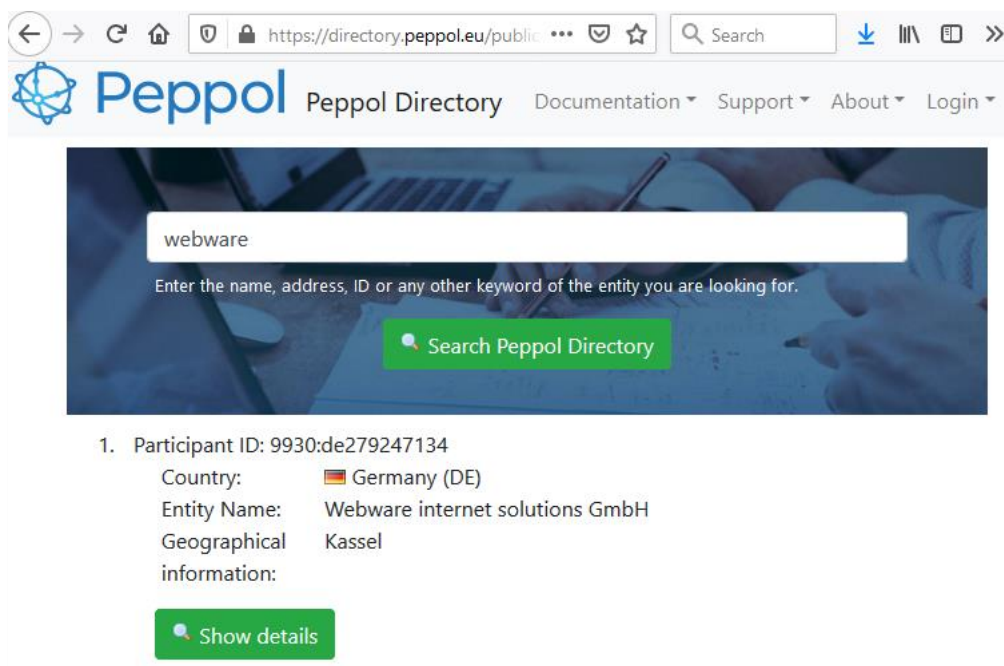 https://directory.peppol.eu/public ••• Search
Peppol Peppol Directory Documentation Support About Login
webware
Enter the name, address, ID or any other keyword of the entity you are looking for.
Search Peppol Directory
1. Participant ID: 9930:de279247134
Country: Germany (DE)
Entity Name: Webware internet solutions GmbH
Geographical Kassel
information:
Show details